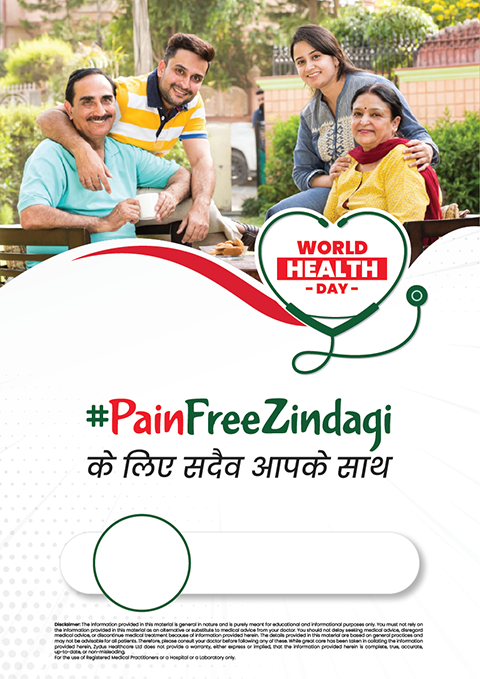 WORLD
HEALTH
- DAY -
#PainFreeZindagi
के लिए सदैव आपके साथ
Disclaimer: The information provided in this material is general in nature and is purely meant for educational and informational purposes only. You must not rely on
the information provided in this material as an alternative or substitute to medical advice from your doctor. You should not delay seeking medical advice, disregard
medical advice, or discontinue medical treatment because of information provided herein. The details provided in this material are based on general practices and
may not be advisable for all patients. Therefore, please consult your doctor before following any of these. While great care has been taken in collating the information
provided herein, Zydus Healthcare Ltd does not provide a warranty, either express or implied, that the information provided herein is complete, true, accurate,
up-to-date, or non-misleading.
For the use of Registered Medical Practitioners or a Hospital or a Laboratory only.